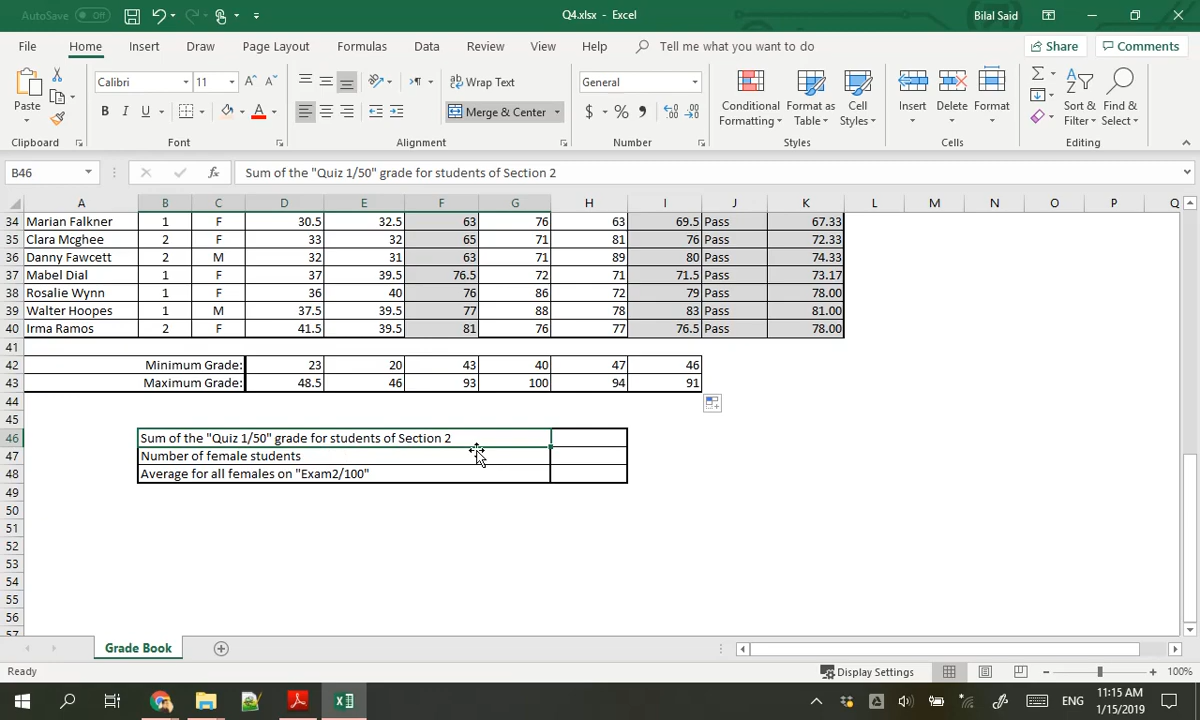 AutoSave Off Q4.xlsx - Excel Bilal Said
File Home Insert Draw Page Layout Formulas Data Review View Help Tell me what you want to do Share Comments
Paste Calibri 11 A A Wrap Text General Conditional Formatting Format as Table Cell Styles Insert Delete Format Sort & Filter Find & Select
B I U A Merge & Center $ %
Clipboard Font Alignment Number Styles Cells Editing
B46 fx Sum of the "Quiz 1/50" grade for students of Section 2
A B C D E F G H I J K L M N O P Q
34 Marian Falkner 1 F 30.5 32.5 63 76 63 69.5 Pass 67.33
35 Clara Mcghee 2 F 33 32 65 71 81 76 Pass 72.33
36 Danny Fawcett 2 M 32 31 63 71 89 80 Pass 74.33
37 Mabel Dial 1 F 37 39.5 76.5 72 71 71.5 Pass 73.17
38 Rosalie Wynn 1 F 36 40 76 86 72 79 Pass 78.00
39 Walter Hoopes 1 M 37.5 39.5 77 88 78 83 Pass 81.00
40 Irma Ramos 2 F 41.5 39.5 81 76 77 76.5 Pass 78.00
41
42 Minimum Grade: 23 20 43 40 47 46
43 Maximum Grade: 48.5 46 93 100 94 91
44
45
46 Sum of the "Quiz 1/50" grade for students of Section 2
47 Number of female students
48 Average for all females on "Exam2/100"
49
50
51
52
53
54
55
56
57
Grade Book
Ready Display Settings 100%
ENG 11:15 AM
1/15/2019